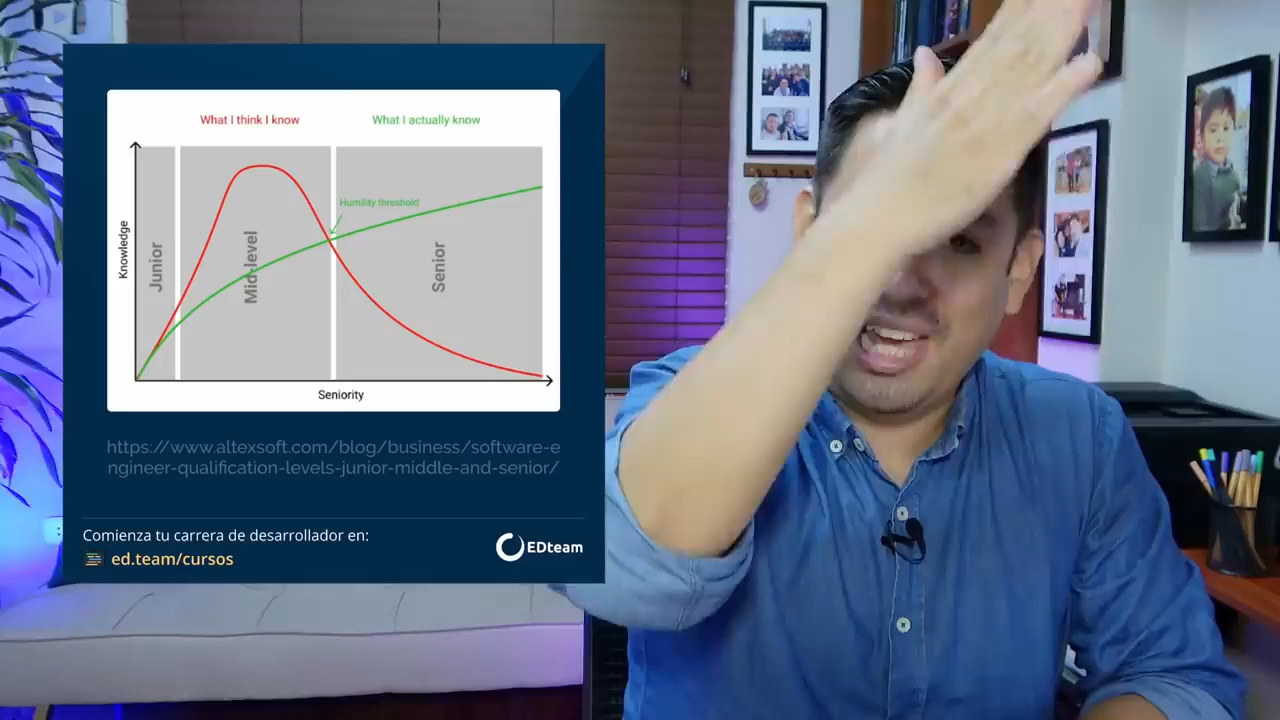 What I think I know
What I actually know
Humility threshold
Knowledge
Junior
Mid-level
Senior
Seniority
https://www.altexsoft.com/blog/business/software-e
ngineer-qualification-levels-junior-middle-and-senior/
Comienza tu carrera de desarrollador en:
ed.team/cursos
EDteam